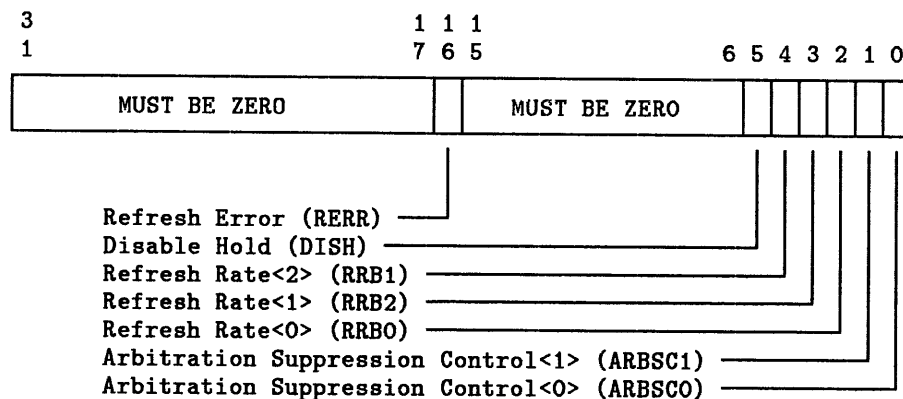 3 1 1 1
1 7 6 5 6 5 4 3 2 1 0
MUST BE ZERO MUST BE ZERO
Refresh Error (RERR)
Disable Hold (DISH)
Refresh Rate<2> (RRB1)
Refresh Rate<1> (RRB2)
Refresh Rate<0> (RRB0)
Arbitration Suppression Control<1> (ARBSC1)
Arbitration Suppression Control<0> (ARBSC0)